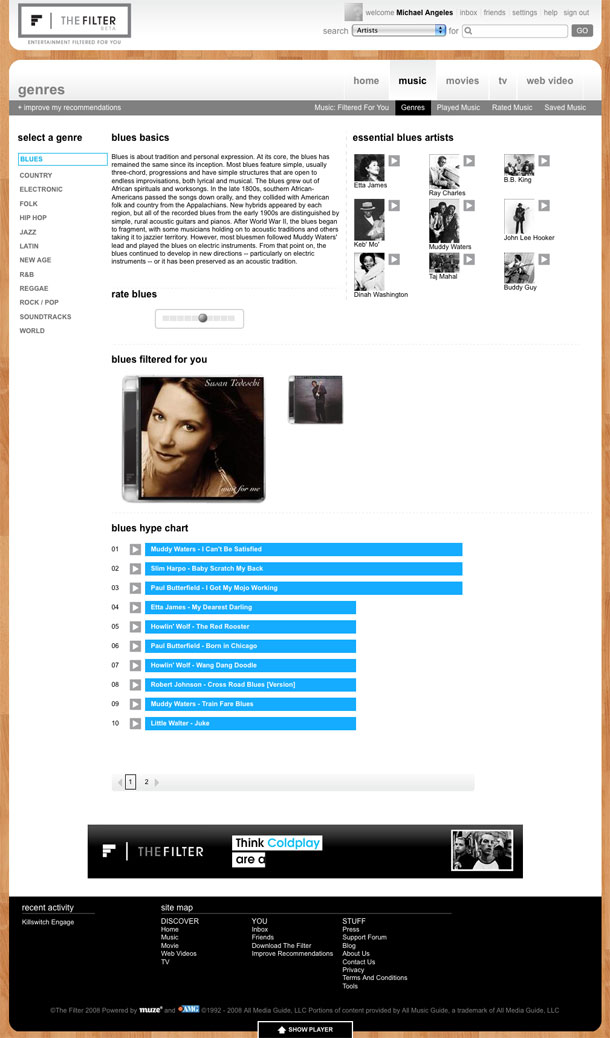 F | THE FILTER
BETA
ENTERTAINMENT FILTERED FOR YOU
welcome Michael Angeles | inbox | friends | settings | help | sign out
search Artists for GO
genres
home music movies tv web video
+ improve my recommendations
Music: Filtered For You Genres Played Music Rated Music Saved Music
select a genre
BLUES
COUNTRY
ELECTRONIC
FOLK
HIP HOP
JAZZ
LATIN
NEW AGE
R&B
REGGAE
ROCK / POP
SOUNDTRACKS
WORLD
blues basics
Blues is about tradition and personal expression. At its core, the blues has
remained the same since its inception. Most blues feature simple, usually
three-chord, progressions and have simple structures that are open to
endless improvisations, both lyrical and musical. The blues grew out of
African spirituals and worksongs. In the late 1800s, southern African-
Americans passed the songs down orally, and they collided with American
folk and country from the Appalachians. New hybrids appeared by each
region, but all of the recorded blues from the early 1900s are distinguished by
simple, rural acoustic guitars and pianos. After World War II, the blues began
to fragment, with some musicians holding on to acoustic traditions and others
taking it to jazzier territory. However, most bluesmen followed Muddy Waters'
lead and played the blues on electric instruments. From that point on, the
blues continued to develop in new directions -- particularly on electric
instruments -- or it has been preserved as an acoustic tradition.
essential blues artists
Etta James
Ray Charles
B.B. King
Keb' Mo'
Muddy Waters
John Lee Hooker
Dinah Washington
Taj Mahal
Buddy Guy
rate blues
blues filtered for you
Susan Tedeschi
wait for me
blues hype chart
01 Muddy Waters - I Can't Be Satisfied
02 Slim Harpo - Baby Scratch My Back
03 Paul Butterfield - I Got My Mojo Working
04 Etta James - My Dearest Darling
05 Howlin' Wolf - The Red Rooster
06 Paul Butterfield - Born in Chicago
07 Howlin' Wolf - Wang Dang Doodle
08 Robert Johnson - Cross Road Blues [Version]
09 Muddy Waters - Train Fare Blues
10 Little Walter - Juke
1 2
F | THE FILTER
Think Coldplay
are a
recent activity
Killswitch Engage
site map
DISCOVER
Home
Music
Movie
Web Videos
TV
YOU
Inbox
Friends
Download The Filter
Improve Recommendations
STUFF
Press
Support Forum
Blog
About Us
Contact Us
Privacy
Terms And Conditions
Tools
©The Filter 2008 Powered by muze and AMG ©1992 - 2008 All Media Guide, LLC Portions of content provided by All Music Guide, a trademark of All Media Guide, LLC
SHOW PLAYER